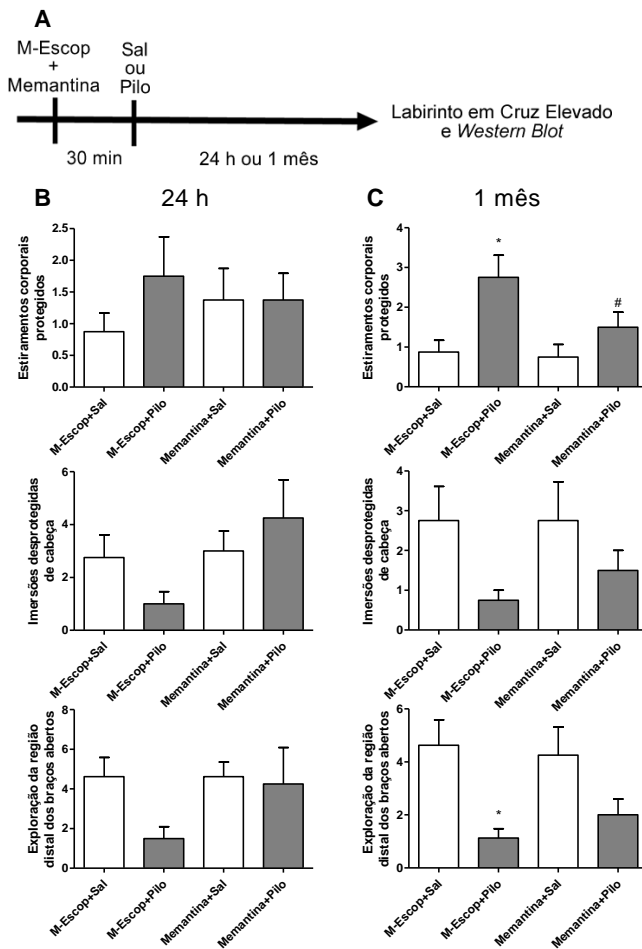 A
M-Escop
+
Memantina
Sal
ou
Pilo
30 min
24 h ou 1 mês
Labirinto em Cruz Elevado
e Western Blot
B
24 h
Estiramentos corporais
protegidos
2.5
2.0
1.5
1.0
0.5
0.0
M-Escop+Sal
M-Escop+Pilo
Memantina+Sal
Memantina+Pilo
Imersões desprotegidas
de cabeça
6
4
2
0
M-Escop+Sal
M-Escop+Pilo
Memantina+Sal
Memantina+Pilo
Exploração da região
distal dos braços abertos
8
6
4
2
0
M-Escop+Sal
M-Escop+Pilo
Memantina+Sal
Memantina+Pilo
C
1 mês
Estiramentos corporais
protegidos
4
3
2
1
0
*
#
M-Escop+Sal
M-Escop+Pilo
Memantina+Sal
Memantina+Pilo
Imersões desprotegidas
de cabeça
4
3
2
1
0
M-Escop+Sal
M-Escop+Pilo
Memantina+Sal
Memantina+Pilo
Exploração da região
distal dos braços abertos
6
4
2
0
*
M-Escop+Sal
M-Escop+Pilo
Memantina+Sal
Memantina+Pilo